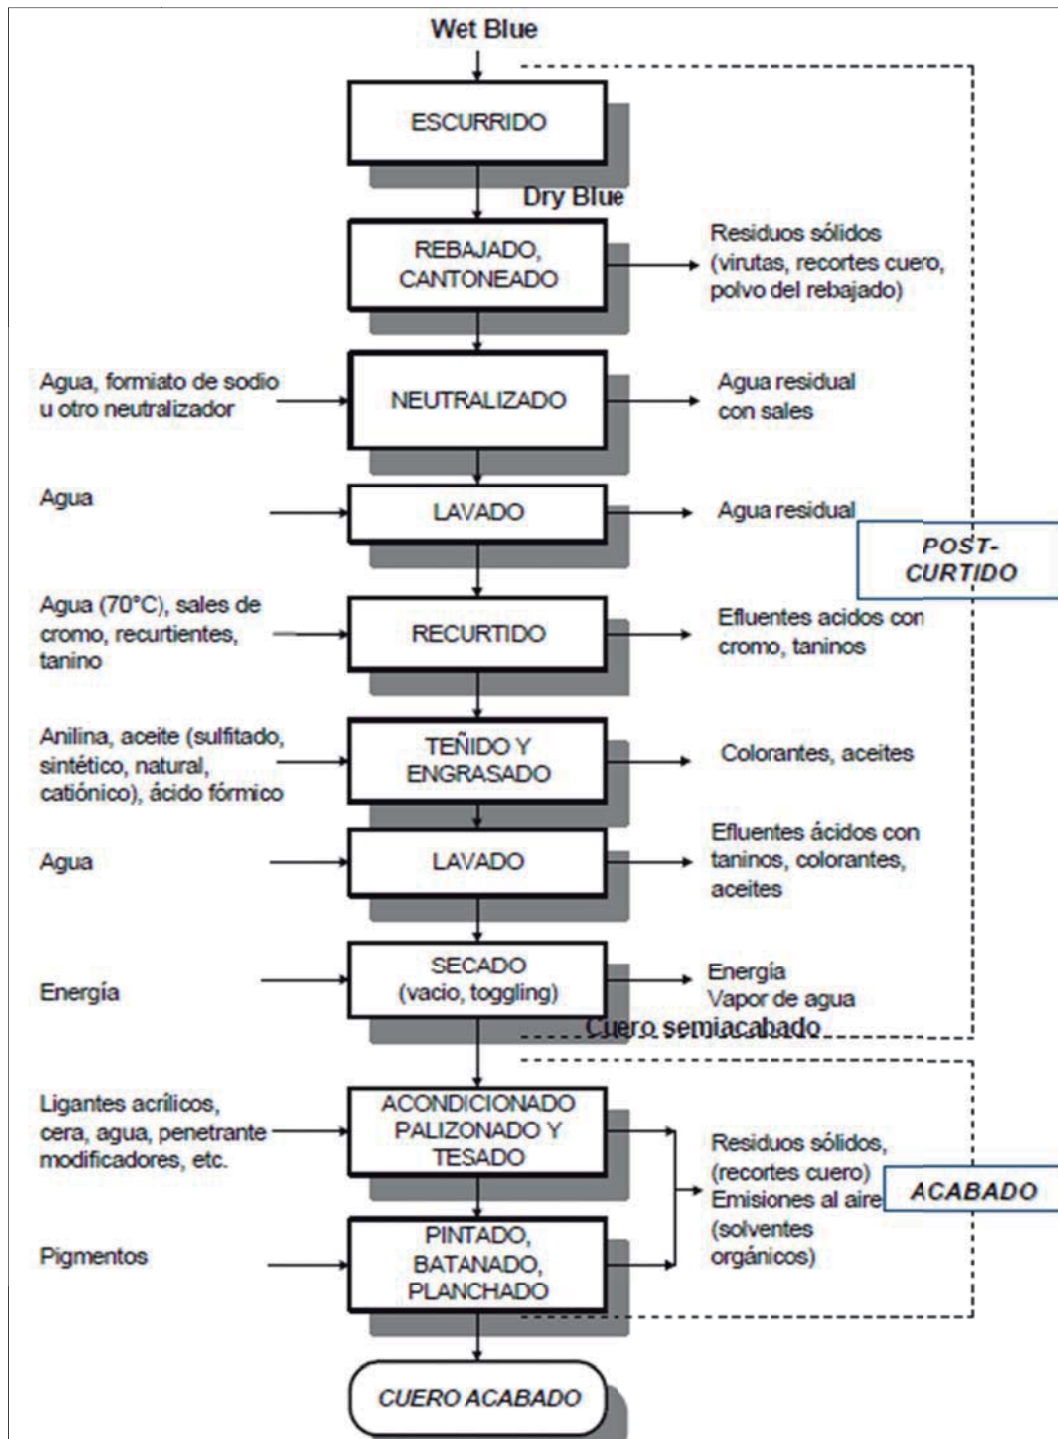 Wet Blue
ESCURRIDO
Dry Blue
REBAJADO,
CANTONEADO
Residuos sólidos
(virutas, recortes cuero,
polvo del rebajado)
Agua, formiato de sodio
u otro neutralizador
NEUTRALIZADO
Agua residual
con sales
Agua
LAVADO
Agua residual
POST-
CURTIDO
Agua (70°C), sales de
cromo, recurtientes,
tanino
RECURTIDO
Efluentes acidos con
cromo, taninos
Anilina, aceite (sulfitado,
sintético, natural,
catiónico), ácido fórmico
TEÑIDO Y
ENGRASADO
Colorantes, aceites
Agua
LAVADO
Efluentes ácidos con
taninos, colorantes,
aceites
Energía
SECADO
(vacio, toggling)
Energía
Vapor de agua
Cuero semiacabado
Ligantes acrílicos,
cera, agua, penetrante
modificadores, etc.
ACONDICIONADO
PALIZONADO Y
TESADO
Residuos sólidos,
(recortes cuero)
Emisiones al aire
(solventes
orgánicos)
ACABADO
Pigmentos
PINTADO,
BATANADO,
PLANCHADO
CUERO ACABADO